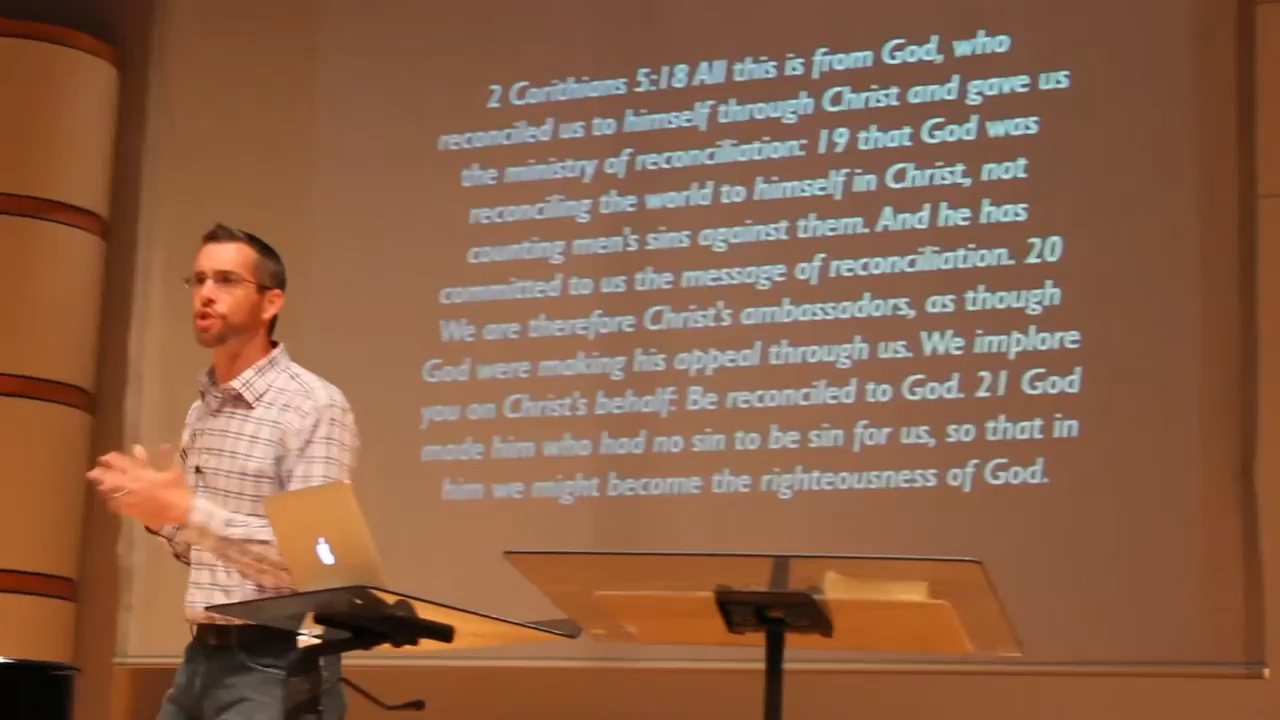 2 Corithians 5:18 All this is from God, who
reconciled us to himself through Christ and gave us
the ministry of reconciliation: 19 that God was
reconciling the world to himself in Christ, not
counting men's sins against them. And he has
committed to us the message of reconciliation. 20
We are therefore Christ's ambassadors, as though
God were making his appeal through us. We implore
you on Christ's behalf: Be reconciled to God. 21 God
made him who had no sin to be sin for us, so that in
him we might become the righteousness of God.